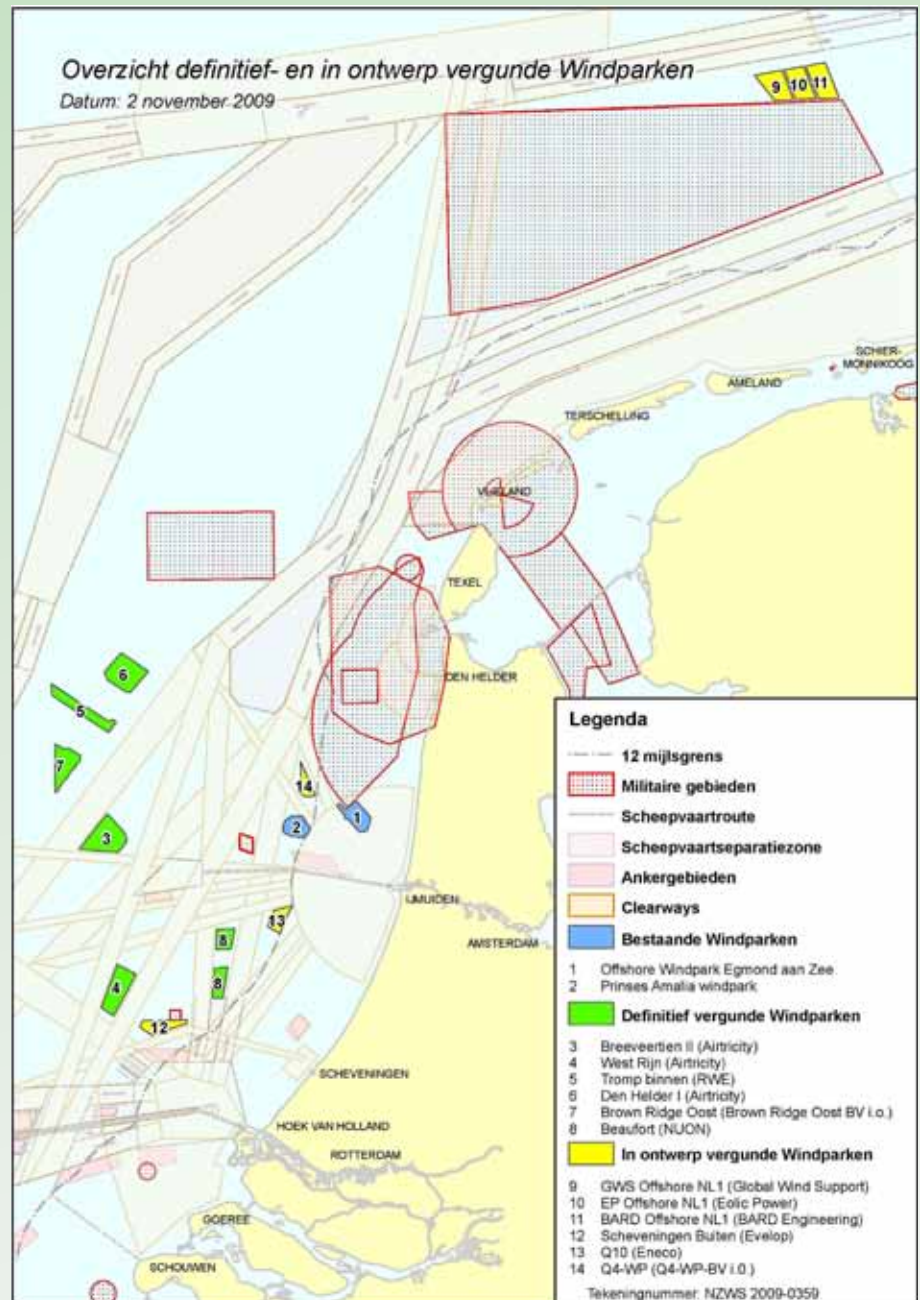 Overzicht definitief- en in ontwerp vergunde Windparken
Datum: 2 november 2009
9 10 11
SCHIER-
MONNIKOOG
AMELAND
TERSCHELLING
VLIELAND
TEXEL
DEN HELDER
6
5
7
14
1
2
3
IJMUIDEN
13
AMSTERDAM
8
8
4
12
SCHEVENINGEN
HOEK VAN HOLLAND
ROTTERDAM
GOEREE
SCHOUWEN
Legenda
12 mijlsgrens
Militaire gebieden
Scheepvaartroute
Scheepvaartseparatiezone
Ankergebieden
Clearways
Bestaande Windparken
1 Offshore Windpark Egmond aan Zee
2 Prinses Amalia windpark
Definitief vergunde Windparken
3 Breeveertien II (Airtricity)
4 West Rijn (Airtricity)
5 Tromp binnen (RWE)
6 Den Helder I (Airtricity)
7 Brown Ridge Oost (Brown Ridge Oost BV i.o.)
8 Beaufort (NUON)
In ontwerp vergunde Windparken
9 GWS Offshore NL1 (Global Wind Support)
10 EP Offshore NL1 (Eolic Power)
11 BARD Offshore NL1 (BARD Engineering)
12 Scheveningen Buiten (Evelop)
13 Q10 (Eneco)
14 Q4-WP (Q4-WP-BV i.0.)
Tekeningnummer: NZWS 2009-0359